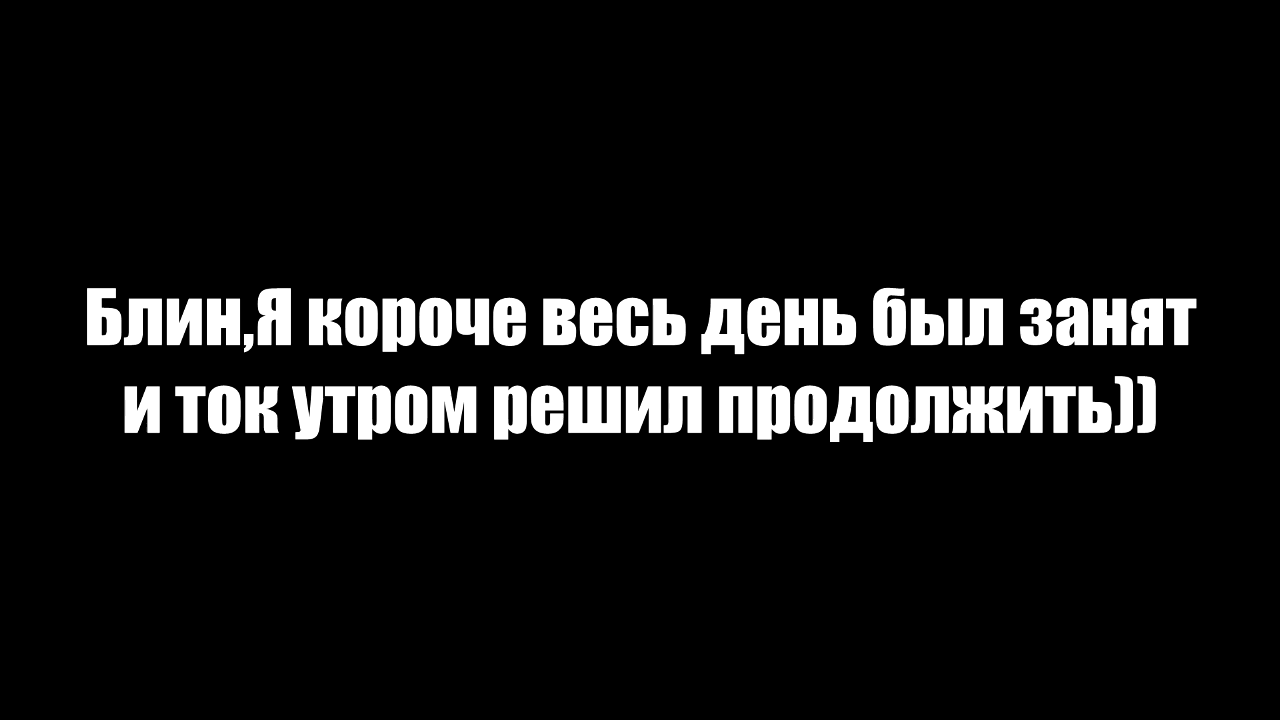 Блин,Я короче весь день был занят
и ток утром решил продолжить))